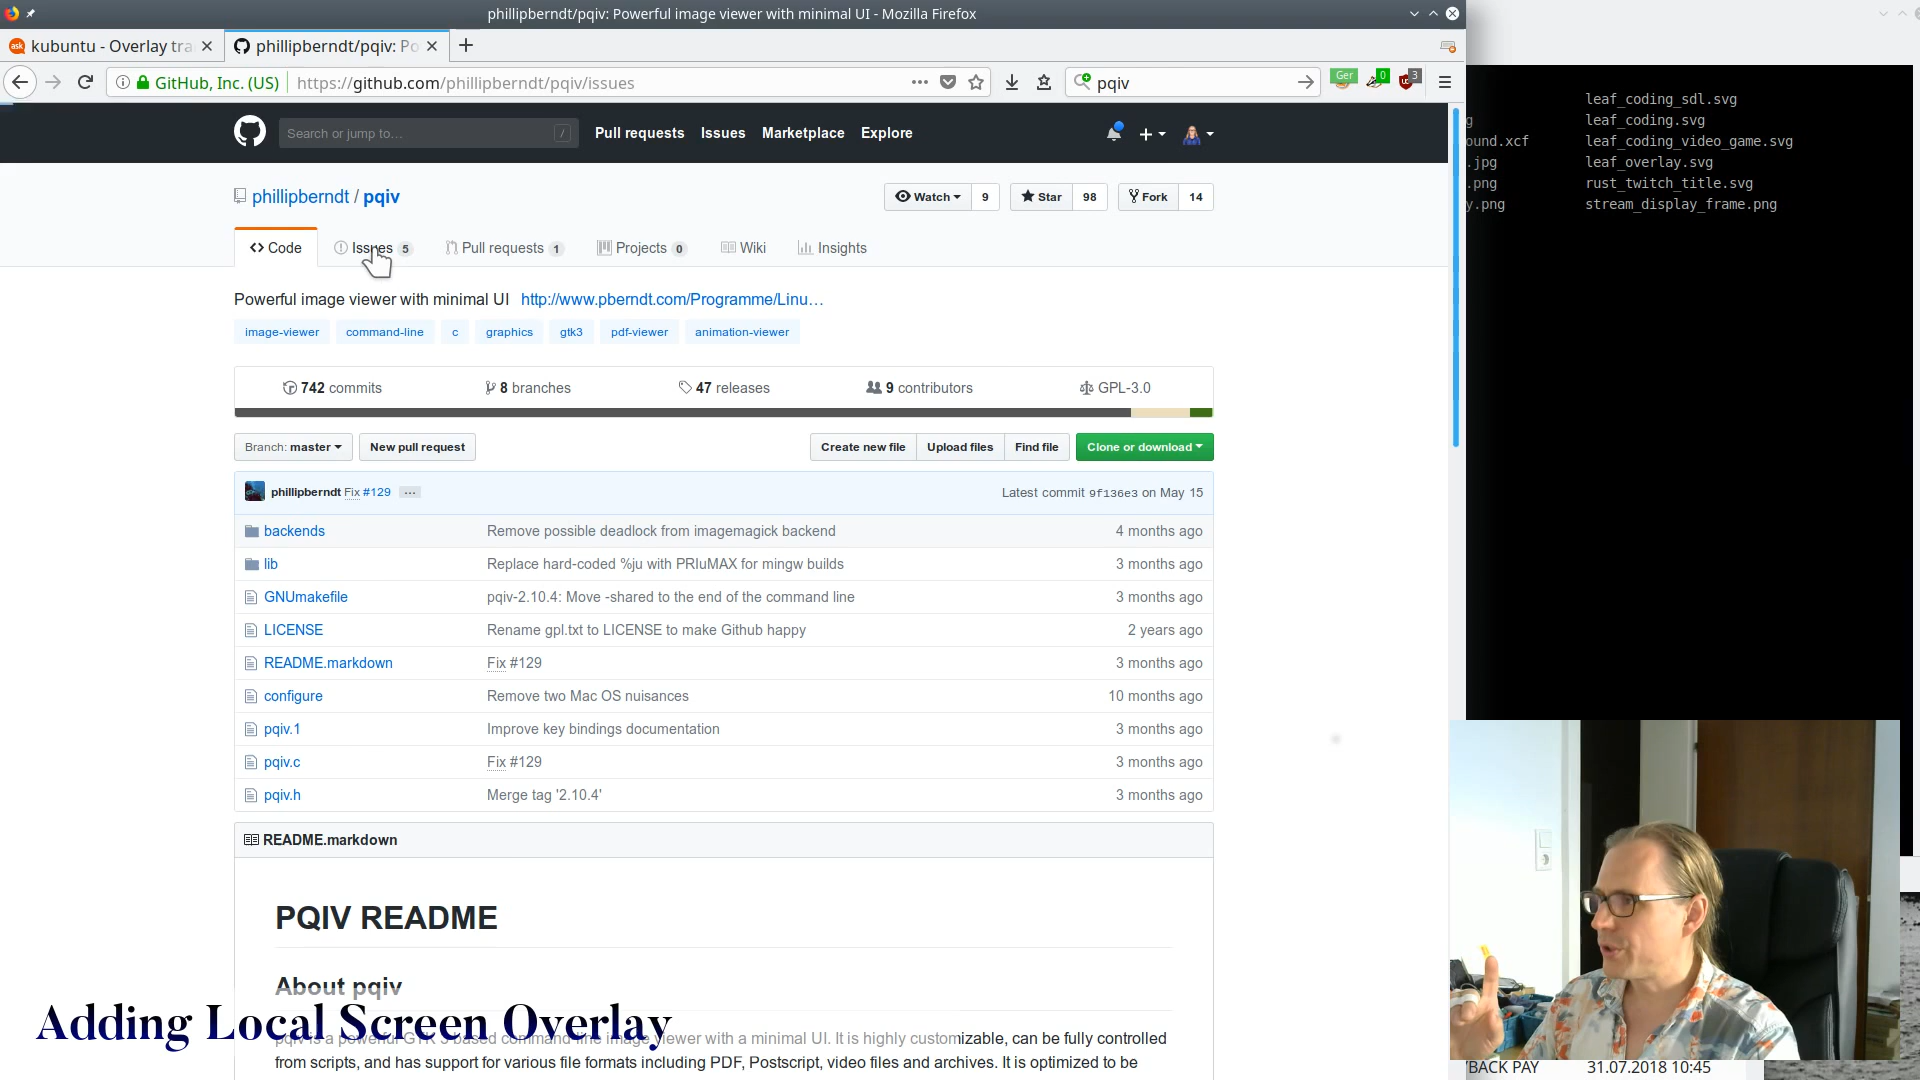 phillipberndt/pqiv: Powerful image viewer with minimal UI - Mozilla Firefox
kubuntu - Overlay tra
phillipberndt/pqiv: Po
GitHub, Inc. (US)
https://github.com/phillipberndt/pqiv/issues
pqiv
Ger
0
3
Search or jump to…
/
Pull requests
Issues
Marketplace
Explore
phillipberndt / pqiv
Watch 9
Star 98
Fork 14
Code
Issues 5
Pull requests 1
Projects 0
Wiki
Insights
Powerful image viewer with minimal UI http://www.pberndt.com/Programme/Linu…
image-viewer
command-line
c
graphics
gtk3
pdf-viewer
animation-viewer
742 commits
8 branches
47 releases
9 contributors
GPL-3.0
Branch: master
New pull request
Create new file
Upload files
Find file
Clone or download
phillipberndt Fix #129 …
Latest commit 9f136e3 on May 15
backends Remove possible deadlock from imagemagick backend 4 months ago
lib Replace hard-coded %ju with PRIuMAX for mingw builds 3 months ago
GNUmakefile pqiv-2.10.4: Move -shared to the end of the command line 3 months ago
LICENSE Rename gpl.txt to LICENSE to make Github happy 2 years ago
README.markdown Fix #129 3 months ago
configure Remove two Mac OS nuisances 10 months ago
pqiv.1 Improve key bindings documentation 3 months ago
pqiv.c Fix #129 3 months ago
pqiv.h Merge tag '2.10.4' 3 months ago
README.markdown
PQIV README
About pqiv
pqiv is a powerful GTK 3 based command-line image viewer with a minimal UI. It is highly customizable, can be fully controlled
from scripts, and has support for various file formats including PDF, Postscript, video files and archives. It is optimized to be
Adding Local Screen Overlay
leaf_coding_sdl.svg
g leaf_coding.svg
ound.xcf leaf_coding_video_game.svg
.jpg leaf_overlay.svg
.png rust_twitch_title.svg
y.png stream_display_frame.png
BACK PAY 31.07.2018 10:45